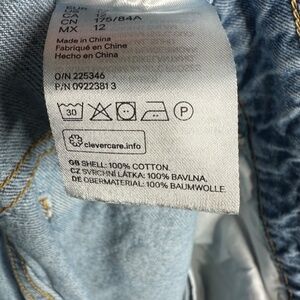 CN 175/84A
MX 12
Made in China
Fabriqué en Chine
Hecho en China
O/N 225346
P/N 0922381 3
30
clevercare.info
GB SHELL: 100% COTTON.
CZ SVRCHNÍ LÁTKA: 100% BAVLNA.
DE OBERMATERIAL: 100% BAUMWOLLE.